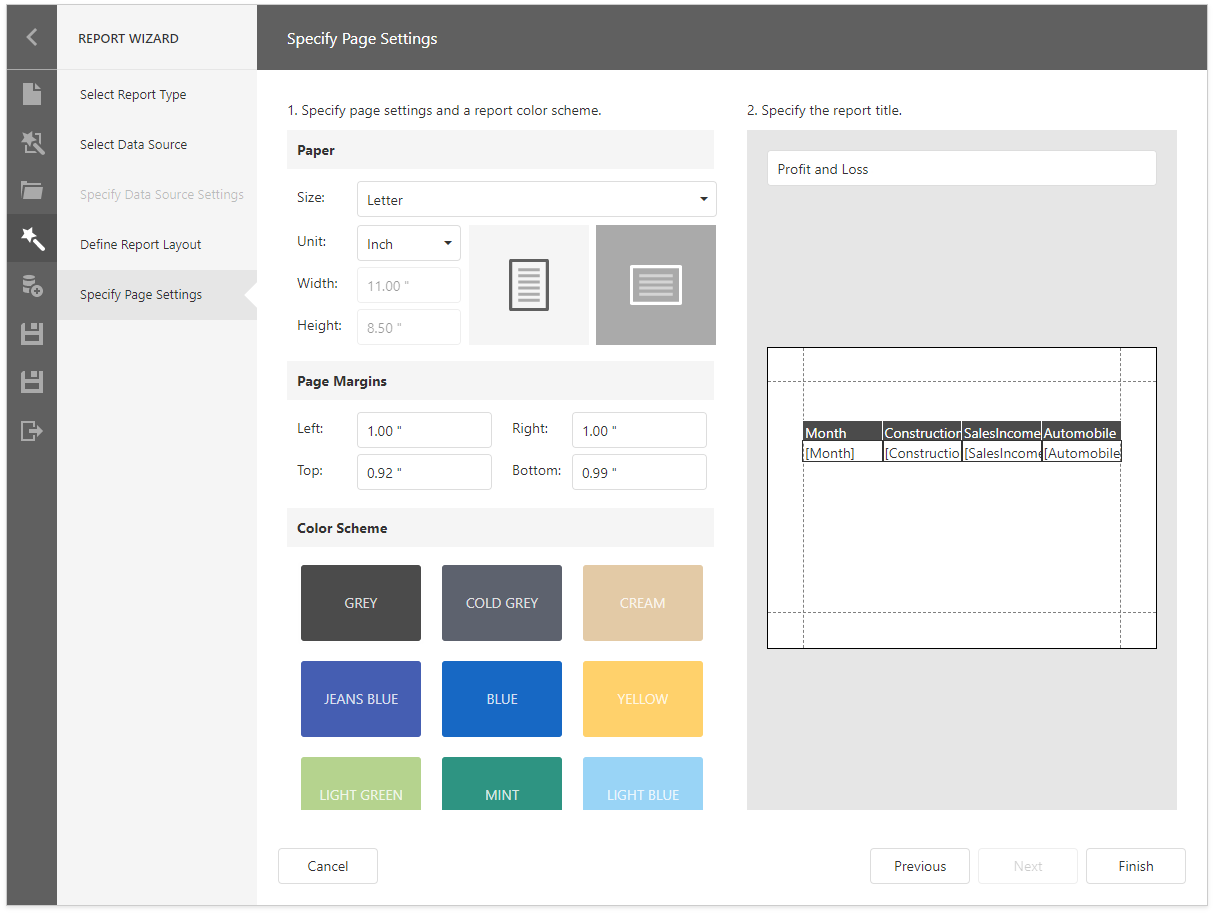 REPORT WIZARD
Specify Page Settings
Select Report Type
Select Data Source
Specify Data Source Settings
Define Report Layout
Specify Page Settings
1. Specify page settings and a report color scheme.
Paper
Size: Letter
Unit: Inch
Width: 11.00 "
Height: 8.50 "
Page Margins
Left: 1.00 " Right: 1.00 "
Top: 0.92 " Bottom: 0.99 "
Color Scheme
GREY COLD GREY CREAM
JEANS BLUE BLUE YELLOW
LIGHT GREEN MINT LIGHT BLUE
2. Specify the report title.
Profit and Loss
Month Construction SalesIncome Automobile
[Month] [Constructio [SalesIncome [Automobile
Cancel Previous Next Finish